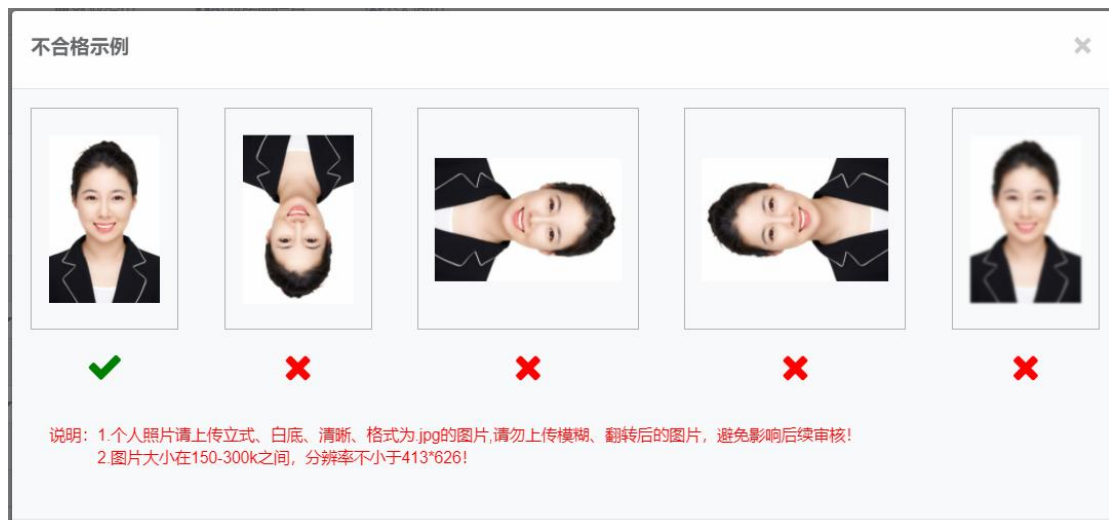 不合格示例
说明：1.个人照片请上传立式、白底、清晰、格式为.jpg的图片,请勿上传模糊、翻转后的图片，避免影响后续审核！
2.图片大小在150-300k之间，分辨率不小于413*626！